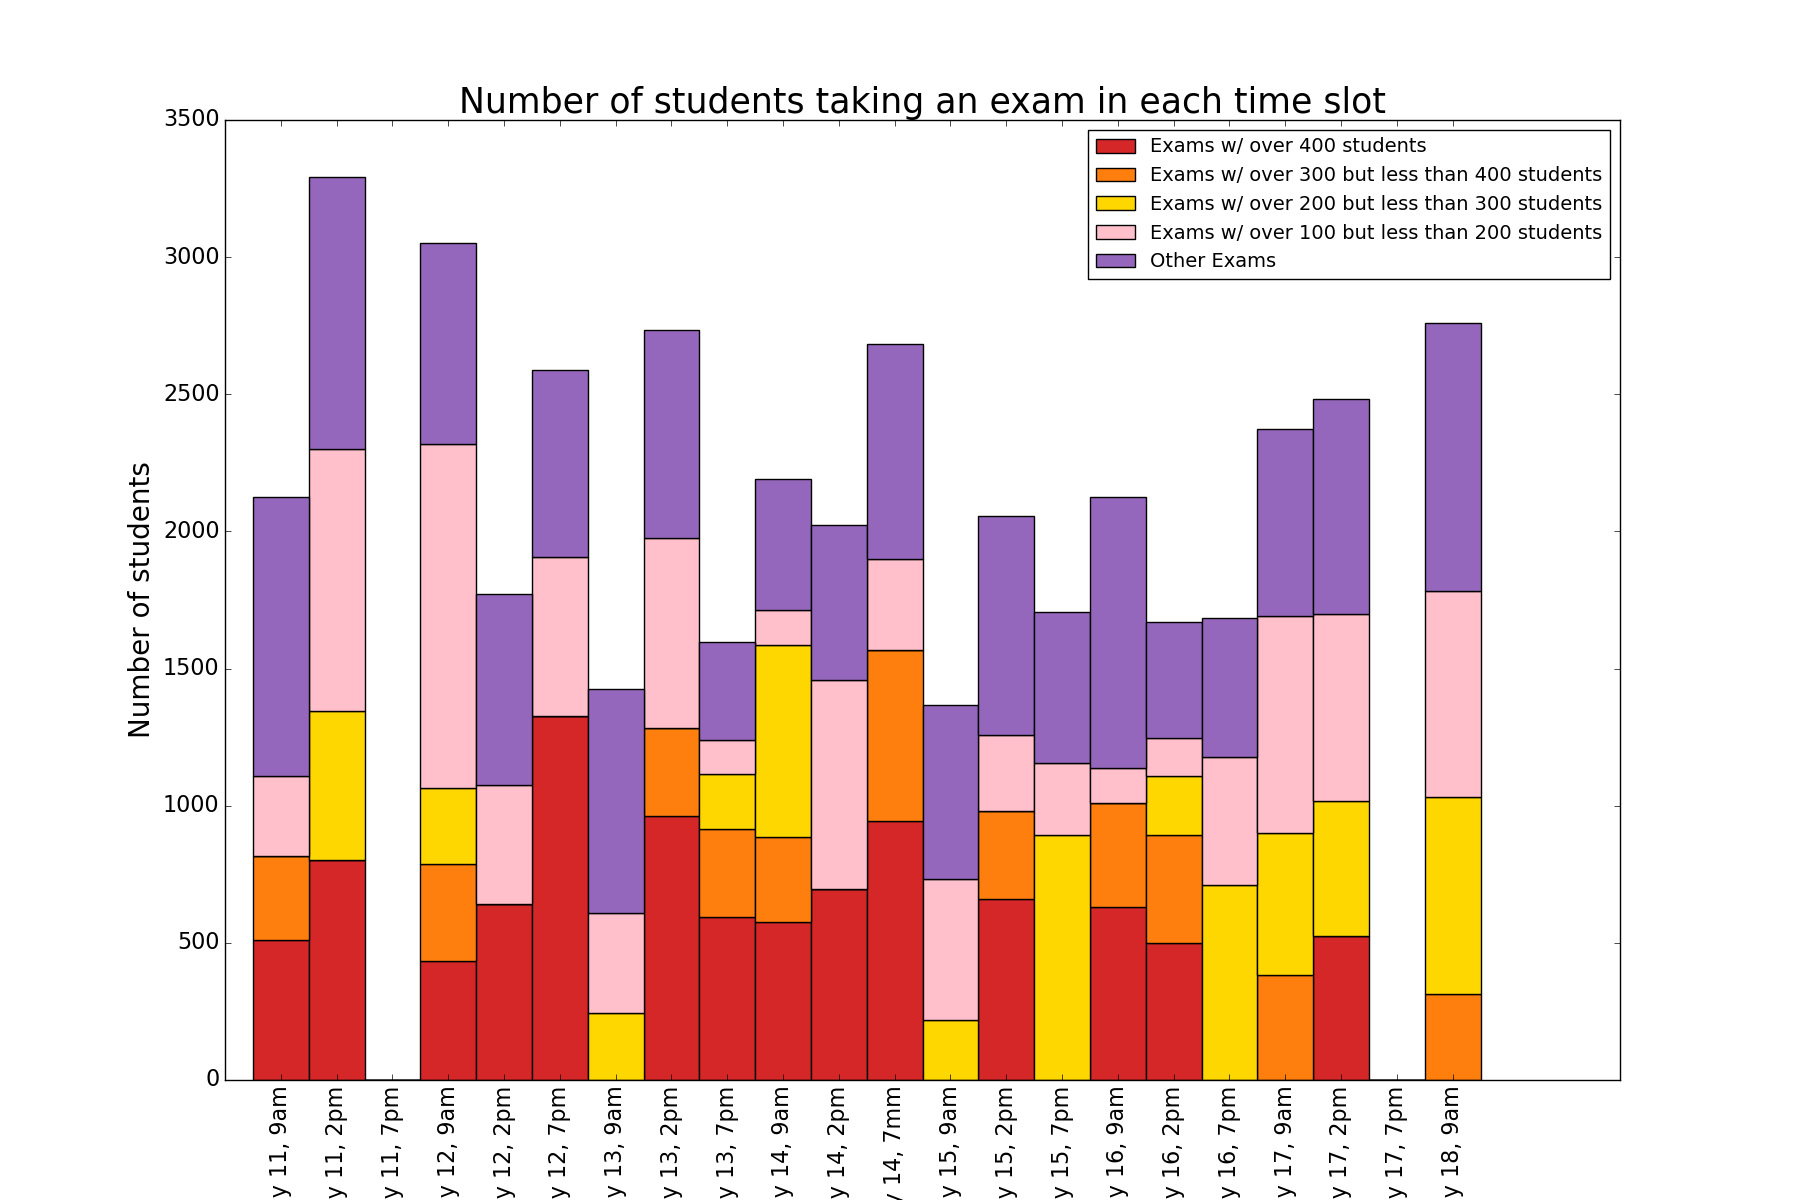 Number of students taking an exam in each time slot
3500
3000
2500
2000
1500
1000
500
0
Number of students
Exams w/ over 400 students
Exams w/ over 300 but less than 400 students
Exams w/ over 200 but less than 300 students
Exams w/ over 100 but less than 200 students
Other Exams
y 11, 9am
y 11, 2pm
y 11, 7pm
y 12, 9am
y 12, 2pm
y 12, 7pm
y 13, 9am
y 13, 2pm
y 13, 7pm
y 14, 9am
y 14, 2pm
y 14, 7mm
y 15, 9am
y 15, 2pm
y 15, 7pm
y 16, 9am
y 16, 2pm
y 16, 7pm
y 17, 9am
y 17, 2pm
y 17, 7pm
y 18, 9am